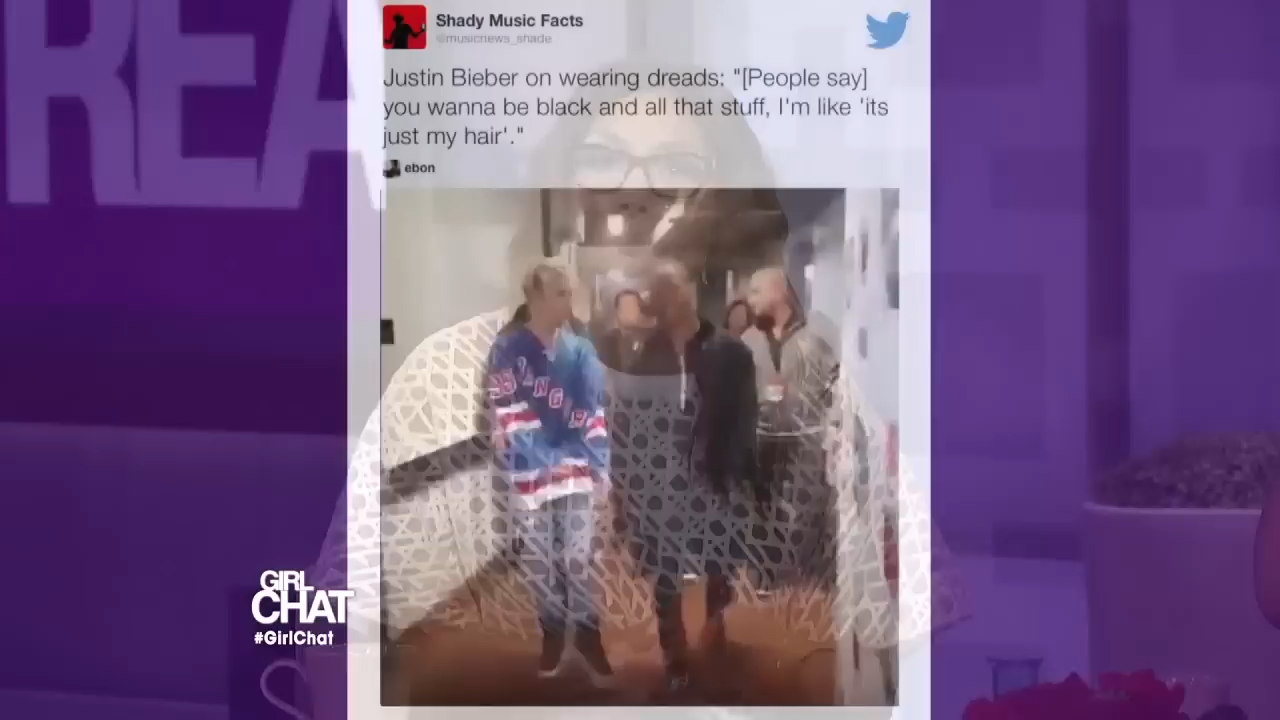 REA
Shady Music Facts
@musicnews_shade
Justin Bieber on wearing dreads: "[People say]
you wanna be black and all that stuff, I'm like 'its
just my hair'."
ebon
GIRL
CHAT
#GirlChat